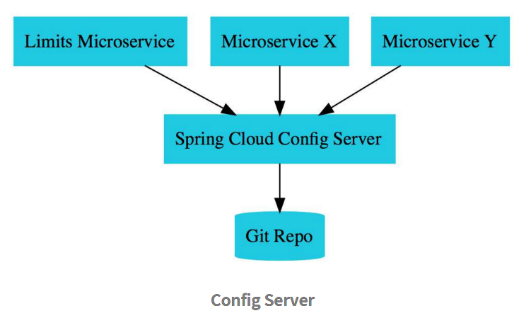 Limits Microservice
Microservice X
Microservice Y
Spring Cloud Config Server
Git Repo
Config Server